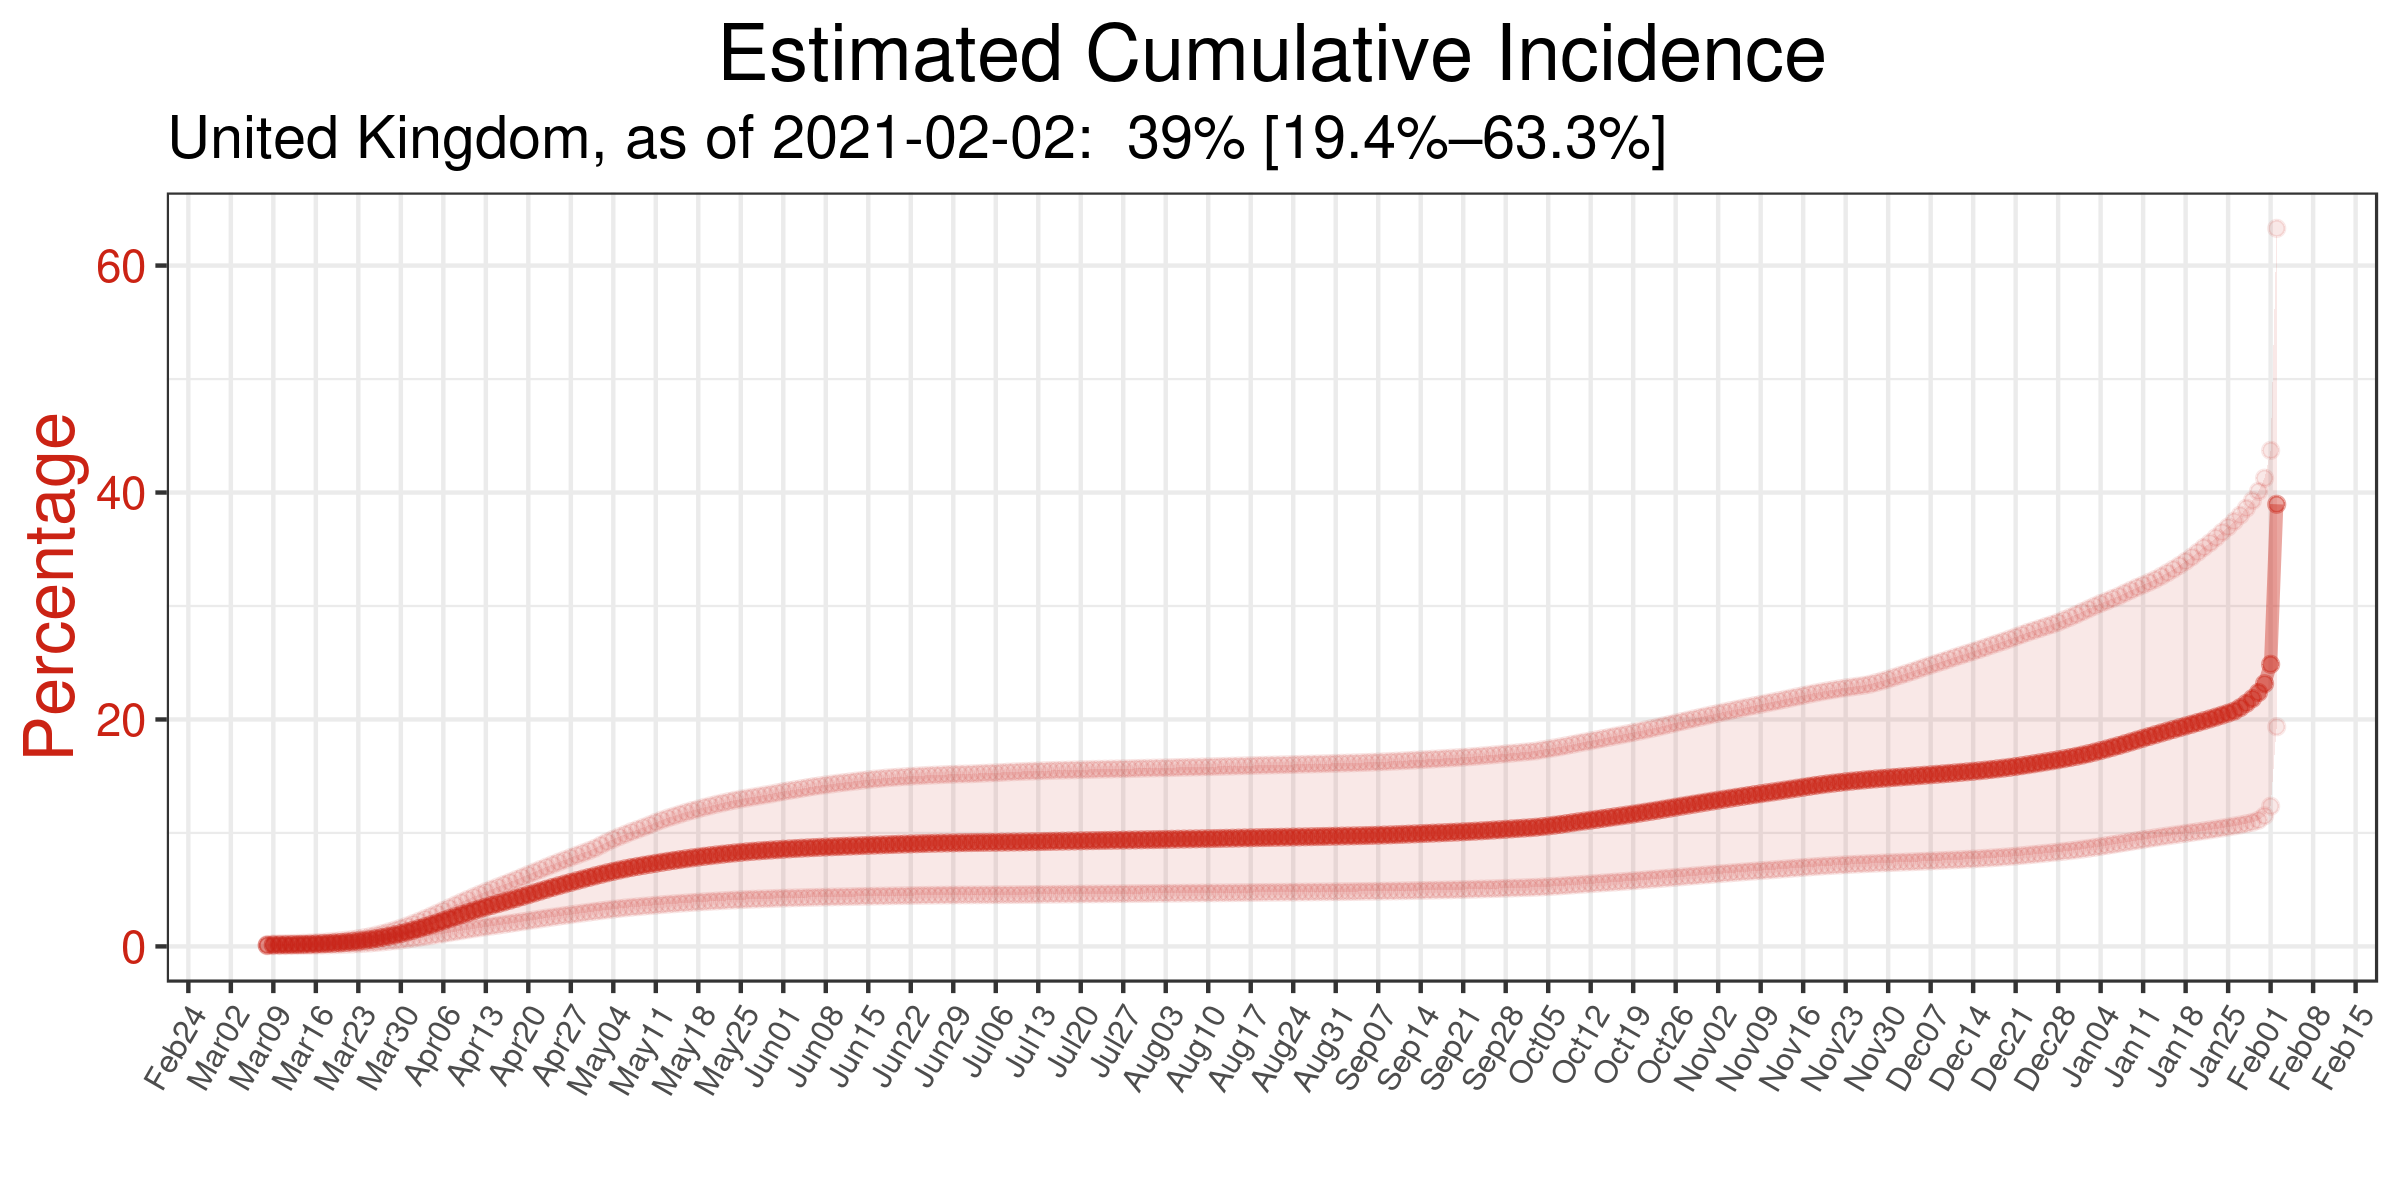 Estimated Cumulative Incidence
United Kingdom, as of 2021-02-02:  39% [19.4%–63.3%]
Percentage
60
40
20
0
Feb24
Mar02
Mar09
Mar16
Mar23
Mar30
Apr06
Apr13
Apr20
Apr27
May04
May11
May18
May25
Jun01
Jun08
Jun15
Jun22
Jun29
Jul06
Jul13
Jul20
Jul27
Aug03
Aug10
Aug17
Aug24
Aug31
Sep07
Sep14
Sep21
Sep28
Oct05
Oct12
Oct19
Oct26
Nov02
Nov09
Nov16
Nov23
Nov30
Dec07
Dec14
Dec21
Dec28
Jan04
Jan11
Jan18
Jan25
Feb01
Feb08
Feb15